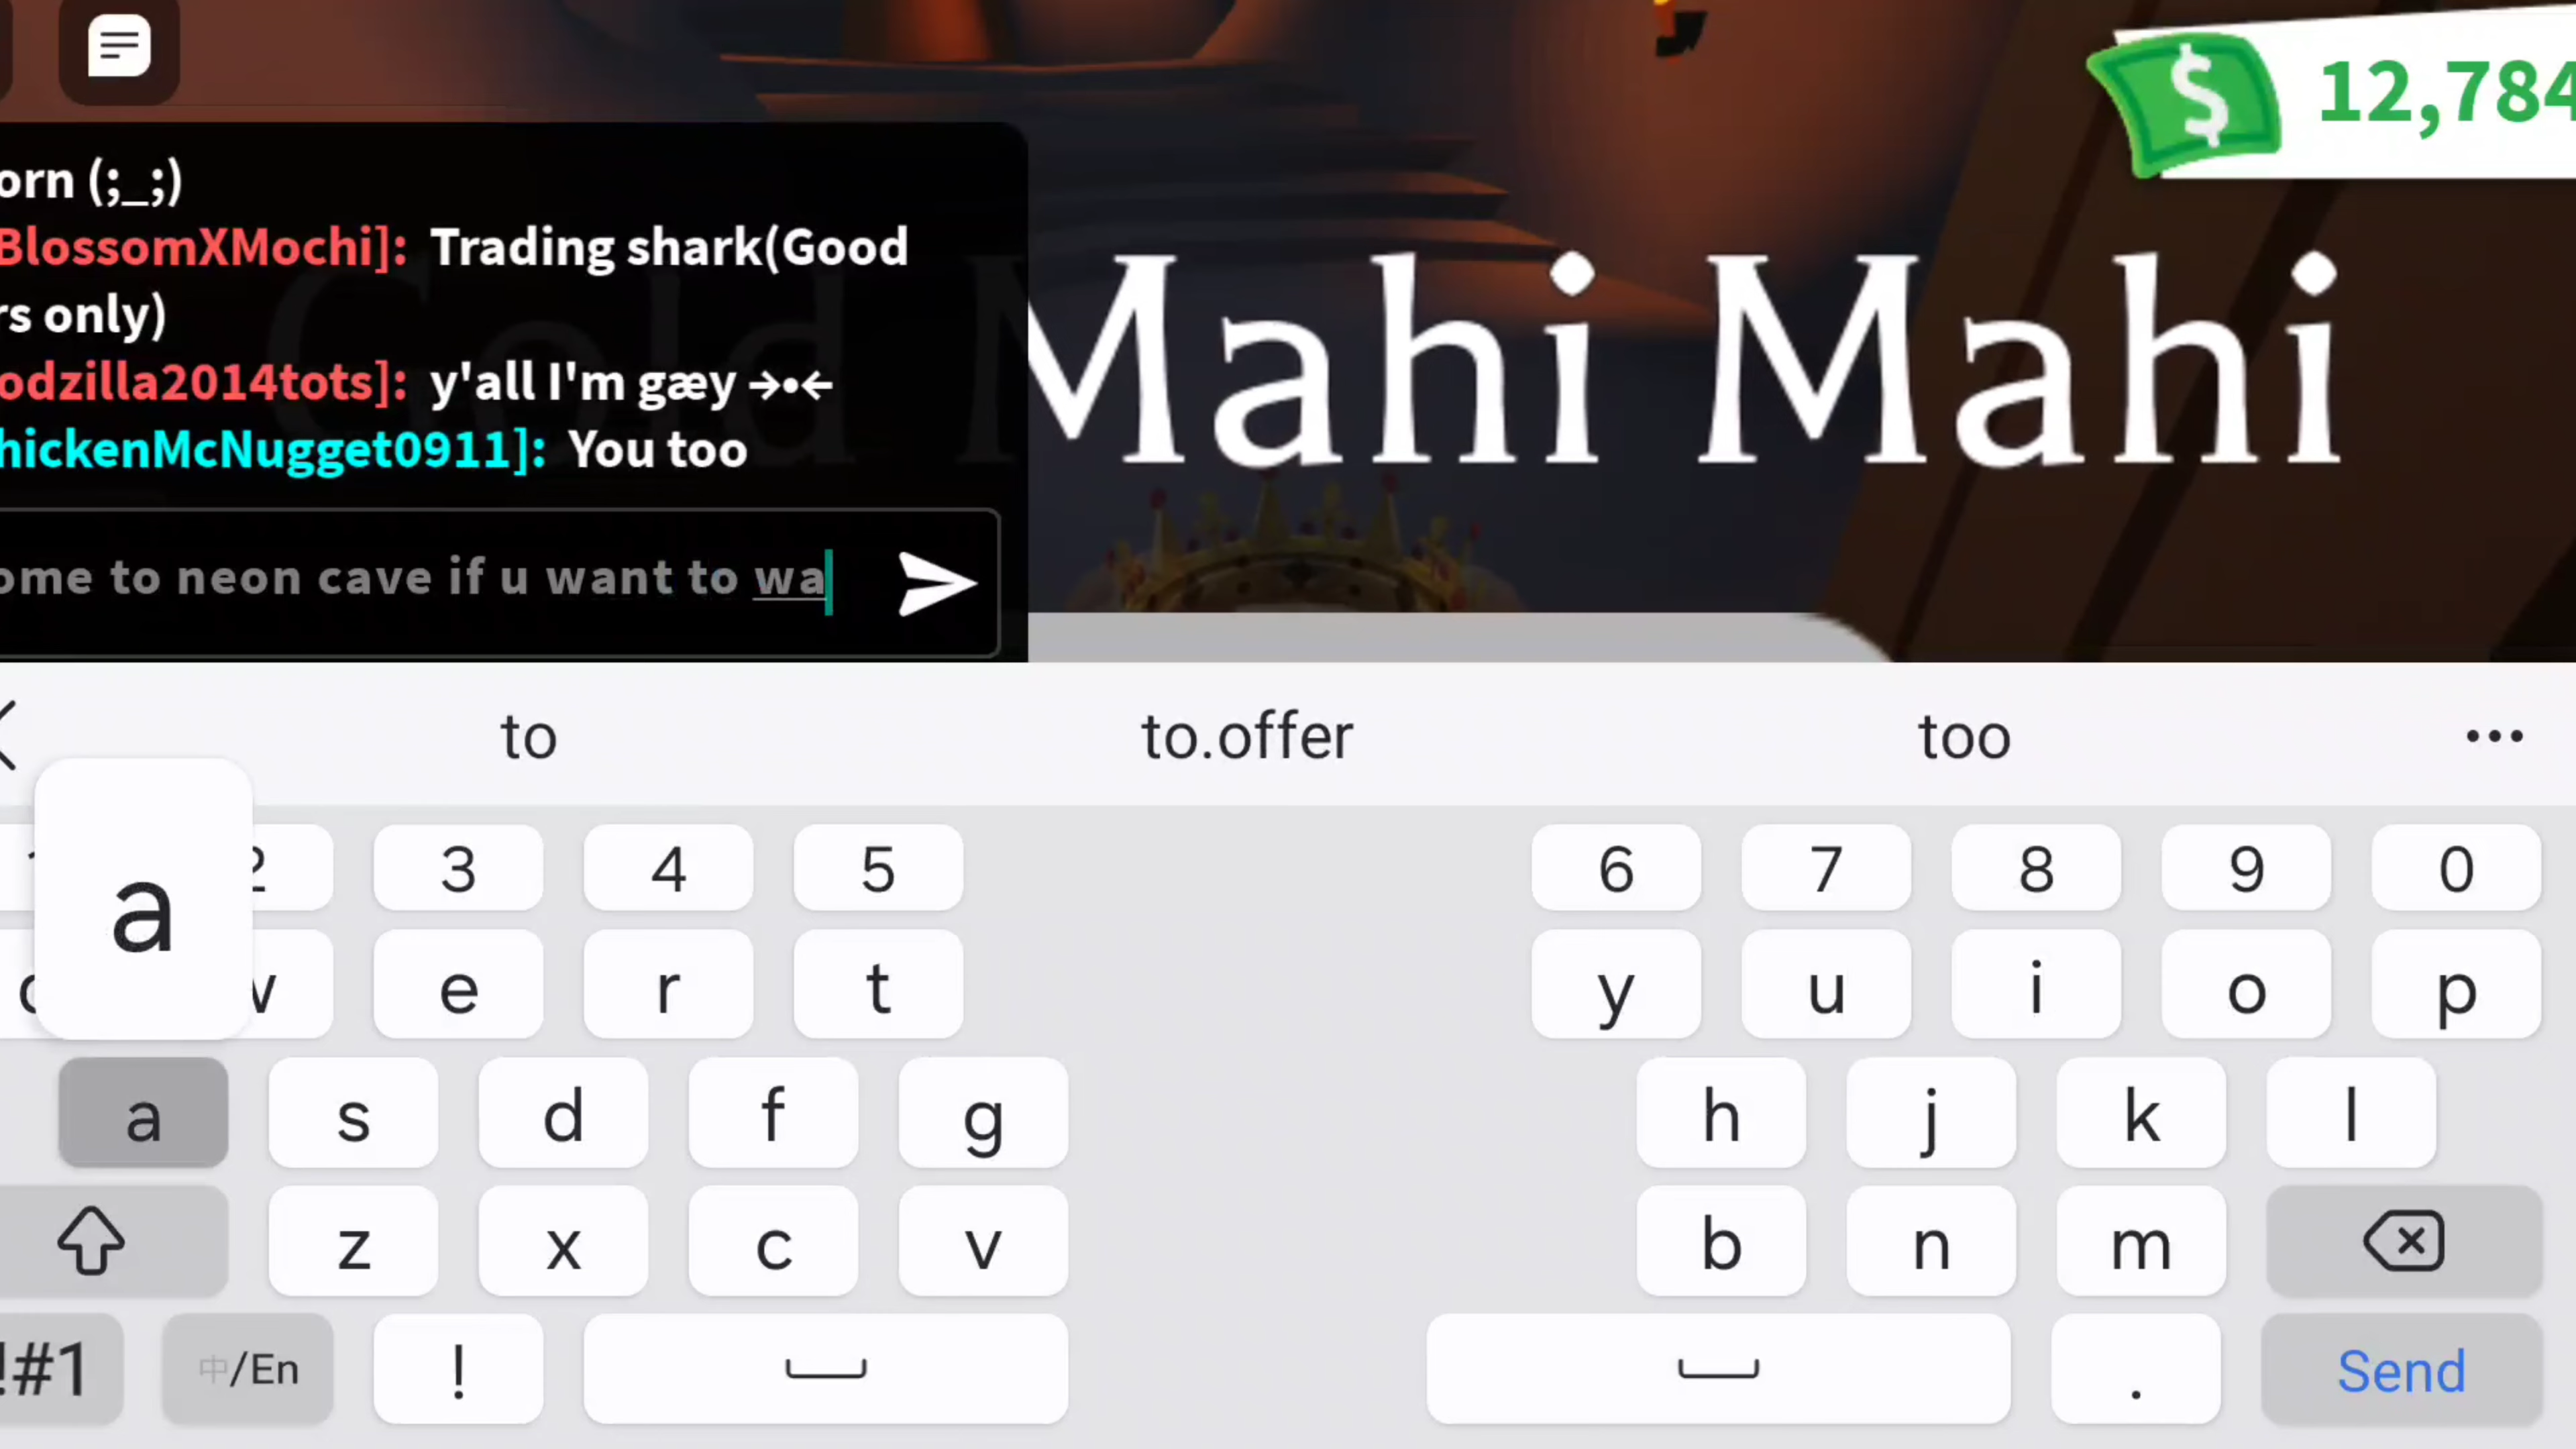 12,784
orn (;_;)
BlossomXMochi]: Trading shark(Good
rs only)
odzilla2014tots]: y'all I'm gæy →•←
hickenMcNugget0911]: You too
ome to neon cave if u want to wa
Gold Mahi Mahi
to to.offer too
a
2 3 4 5 6 7 8 9 0
w e r t y u i o p
a s d f g h j k l
z x c v b n m
!#1 中/En ! . Send